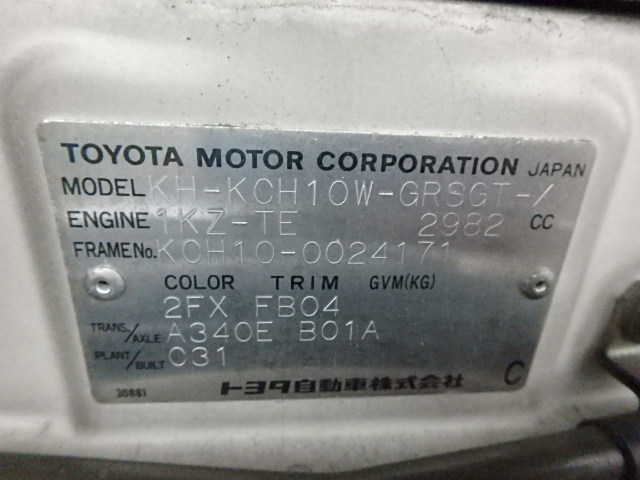 TOYOTA MOTOR CORPORATION JAPAN
MODEL KH-KCH10W-GRSGT-/
ENGINE 1KZ-TE 2982 CC
FRAME No. KCH10-0024171
COLOR TRIM GVM(KG)
2FX FB04
TRANS/AXLE A340E B01A
PLANT/BUILT C31
30881 トヨタ自動車株式会社 C